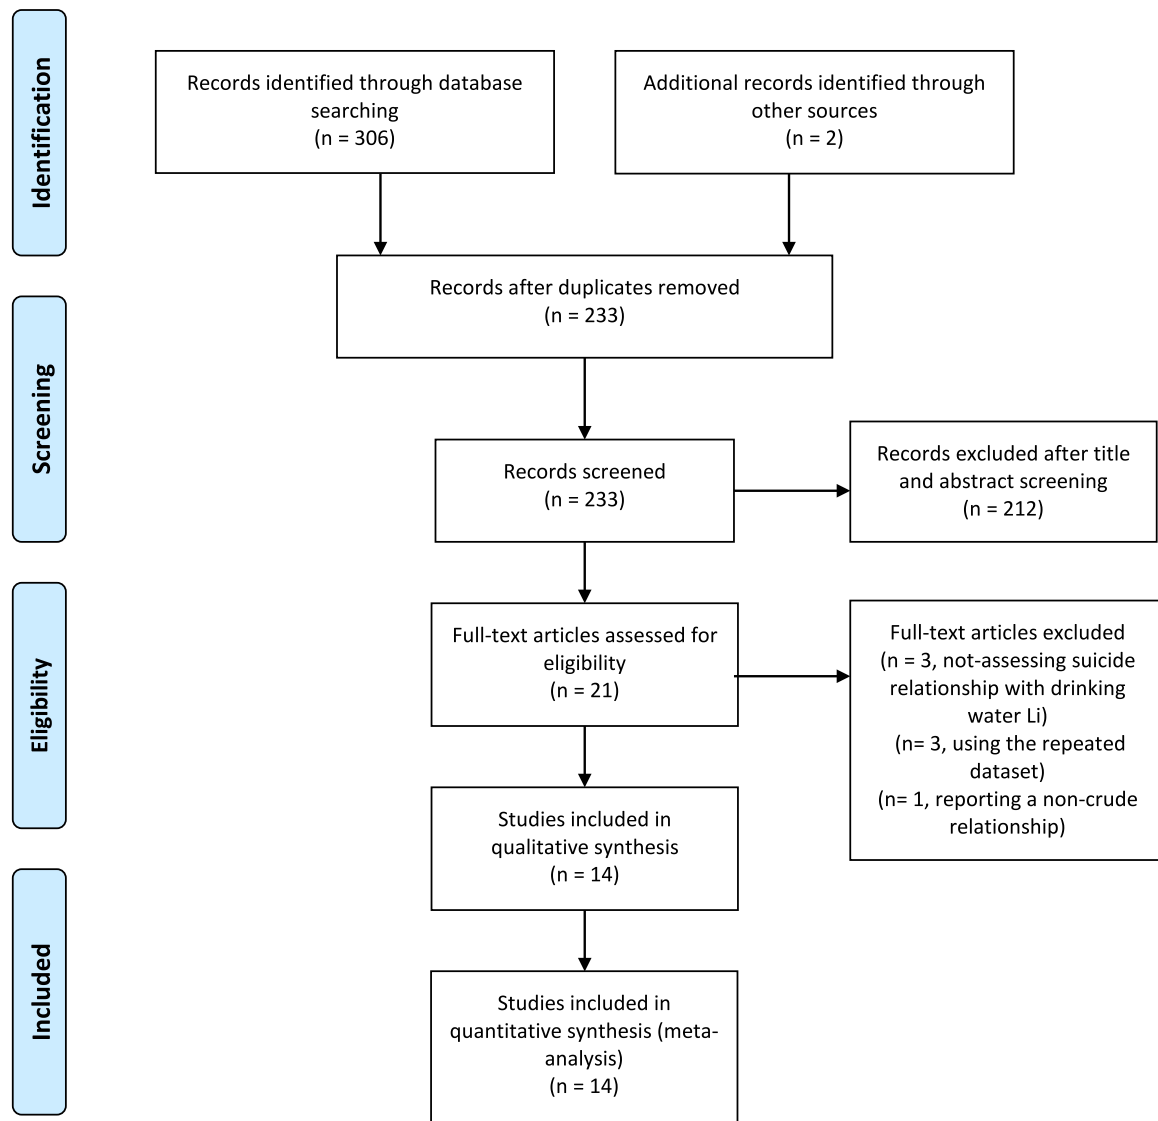 Identification
Records identified through database
searching
(n = 306)
Additional records identified through
other sources
(n = 2)
Records after duplicates removed
(n = 233)
Screening
Records screened
(n = 233)
Records excluded after title
and abstract screening
(n = 212)
Eligibility
Full-text articles assessed for
eligibility
(n = 21)
Full-text articles excluded
(n = 3, not-assessing suicide
relationship with drinking
water Li)
(n= 3, using the repeated
dataset)
(n= 1, reporting a non-crude
relationship)
Studies included in
qualitative synthesis
(n = 14)
Included
Studies included in
quantitative synthesis (meta-
analysis)
(n = 14)